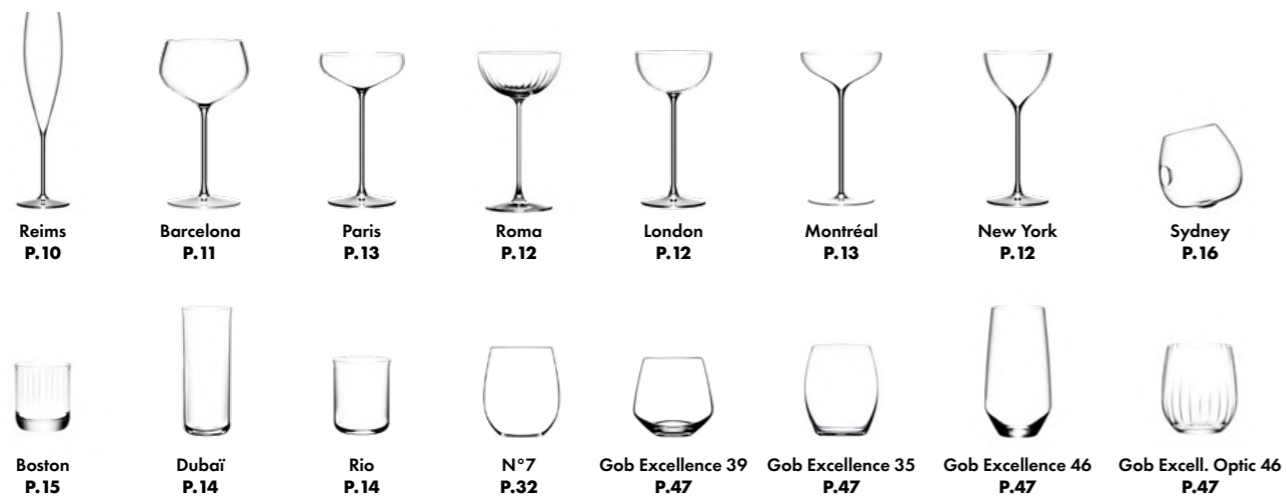 Reims
P.10
Barcelona
P.11
Paris
P.13
Roma
P.12
London
P.12
Montréal
P.13
New York
P.12
Sydney
P.16
Boston
P.15
Dubaï
P.14
Rio
P.14
N°7
P.32
Gob Excellence 39
P.47
Gob Excellence 35
P.47
Gob Excellence 46
P.47
Gob Excell. Optic 46
P.47